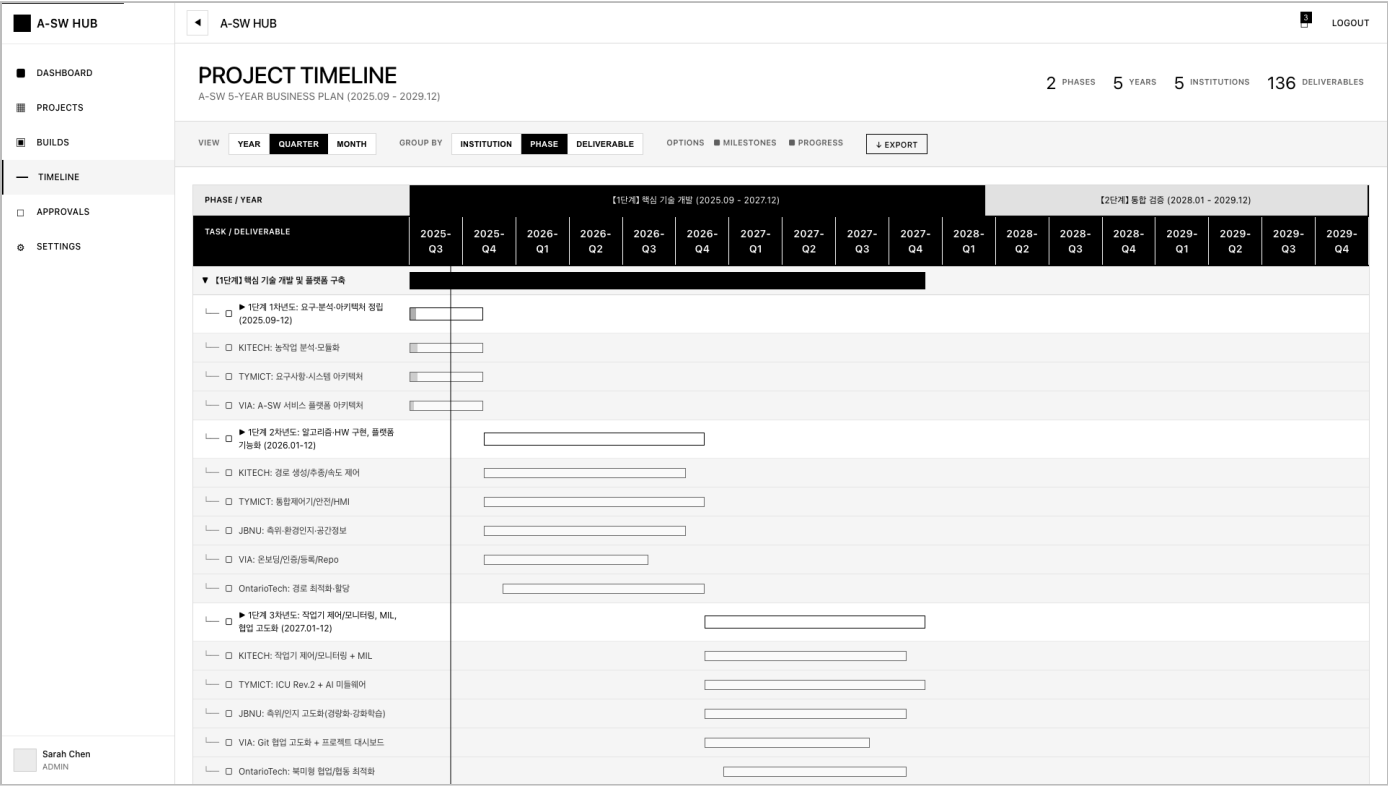 A-SW HUB
A-SW HUB
3
LOGOUT
DASHBOARD
PROJECTS
BUILDS
TIMELINE
APPROVALS
SETTINGS
PROJECT TIMELINE
A-SW 5-YEAR BUSINESS PLAN (2025.09 - 2029.12)
2 PHASES 5 YEARS 5 INSTITUTIONS 136 DELIVERABLES
VIEW YEAR QUARTER MONTH GROUP BY INSTITUTION PHASE DELIVERABLE OPTIONS MILESTONES PROGRESS ↓ EXPORT
PHASE / YEAR
【1단계】 핵심 기술 개발 (2025.09 - 2027.12)
【2단계】 통합 검증 (2028.01 - 2029.12)
TASK / DELIVERABLE
2025-Q3 2025-Q4 2026-Q1 2026-Q2 2026-Q3 2026-Q4 2027-Q1 2027-Q2 2027-Q3 2027-Q4 2028-Q1 2028-Q2 2028-Q3 2028-Q4 2029-Q1 2029-Q2 2029-Q3 2029-Q4
▼ 【1단계】 핵심 기술 개발 및 플랫폼 구축
▶ 1단계 1차년도: 요구·분석·아키텍처 정립
(2025.09-12)
KITECH: 농작업 분석·모듈화
TYMICT: 요구사항·시스템 아키텍처
VIA: A-SW 서비스 플랫폼 아키텍처
▶ 1단계 2차년도: 알고리즘·HW 구현, 플랫폼
기능화 (2026.01-12)
KITECH: 경로 생성/추종/속도 제어
TYMICT: 통합제어기/안전/HMI
JBNU: 측위·환경인지·공간정보
VIA: 온보딩/인증/등록/Repo
OntarioTech: 경로 최적화·할당
▶ 1단계 3차년도: 작업기 제어/모니터링, MIL,
협업 고도화 (2027.01-12)
KITECH: 작업기 제어/모니터링 + MIL
TYMICT: ICU Rev.2 + AI 미들웨어
JBNU: 측위/인지 고도화(경량화·강화학습)
VIA: Git 협업 고도화 + 프로젝트 대시보드
OntarioTech: 북미형 협업/협동 최적화
Sarah Chen
ADMIN